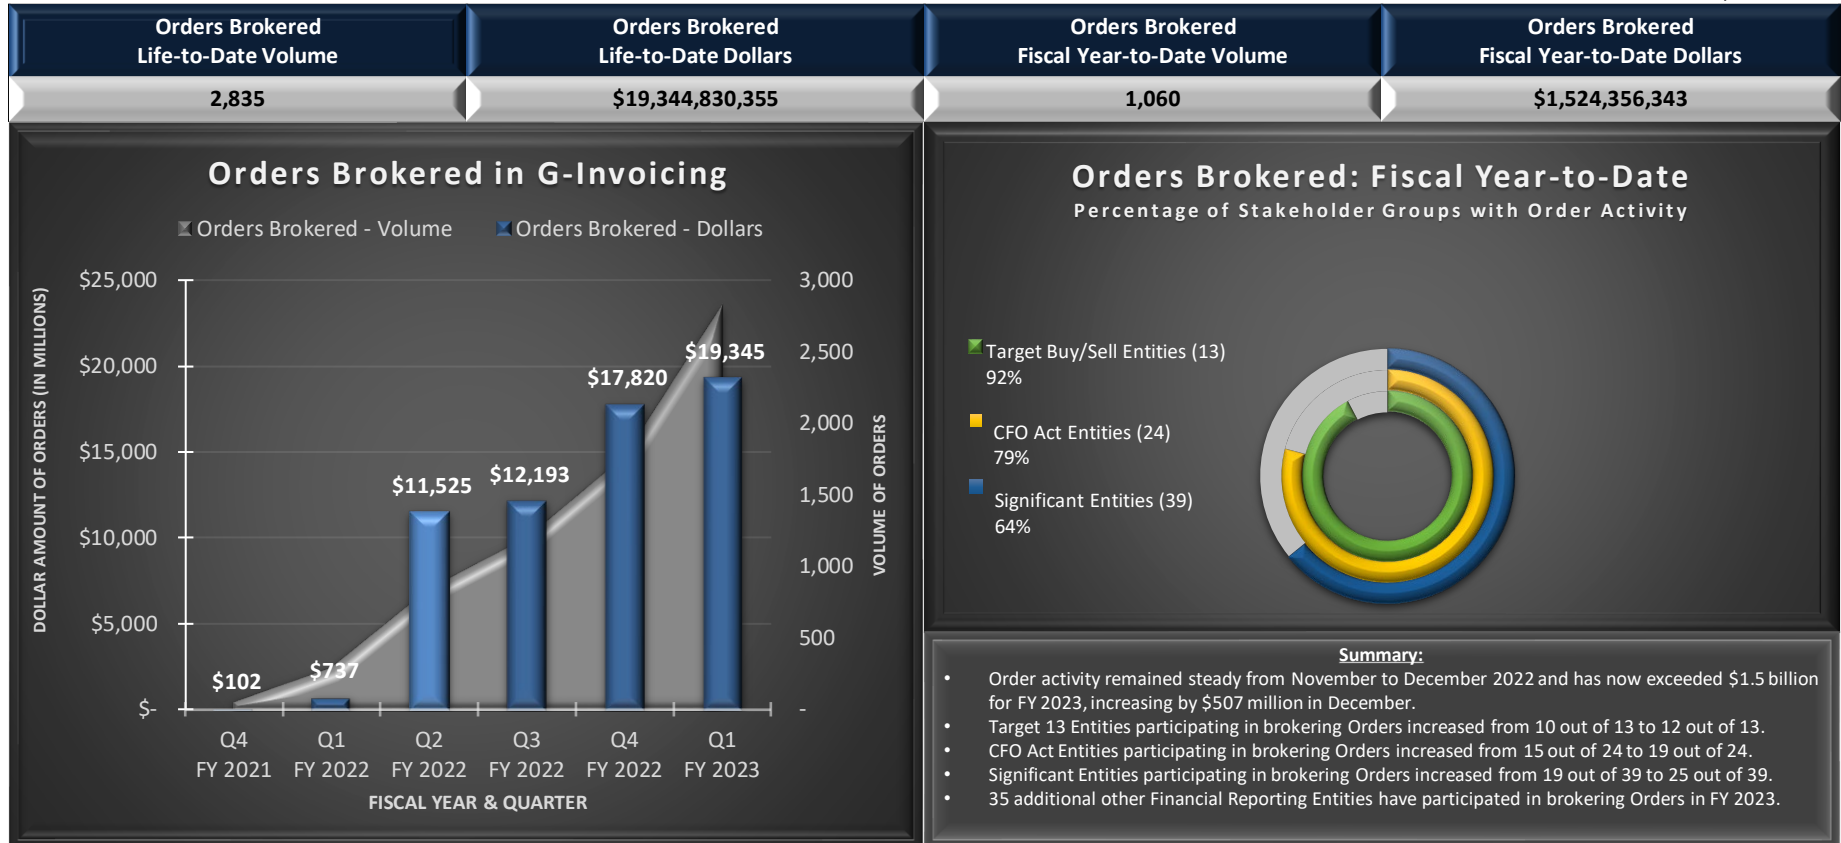 Orders Brokered
Life-to-Date Volume
Orders Brokered
Life-to-Date Dollars
Orders Brokered
Fiscal Year-to-Date Volume
Orders Brokered
Fiscal Year-to-Date Dollars
2,835
$19,344,830,355
1,060
$1,524,356,343
Orders Brokered in G-Invoicing
Orders Brokered - Volume
Orders Brokered - Dollars
DOLLAR AMOUNT OF ORDERS (IN MILLIONS)
$25,000
$20,000
$15,000
$10,000
$5,000
$-
$102
$737
$11,525
$12,193
$17,820
$19,345
3,000
2,500
2,000
1,500
1,000
500
-
VOLUME OF ORDERS
Q4
FY 2021
Q1
FY 2022
Q2
FY 2022
Q3
FY 2022
Q4
FY 2022
Q1
FY 2023
FISCAL YEAR & QUARTER
Orders Brokered: Fiscal Year-to-Date
Percentage of Stakeholder Groups with Order Activity
Target Buy/Sell Entities (13)
92%
CFO Act Entities (24)
79%
Significant Entities (39)
64%
Summary:
• Order activity remained steady from November to December 2022 and has now exceeded $1.5 billion
for FY 2023, increasing by $507 million in December.
• Target 13 Entities participating in brokering Orders increased from 10 out of 13 to 12 out of 13.
• CFO Act Entities participating in brokering Orders increased from 15 out of 24 to 19 out of 24.
• Significant Entities participating in brokering Orders increased from 19 out of 39 to 25 out of 39.
• 35 additional other Financial Reporting Entities have participated in brokering Orders in FY 2023.